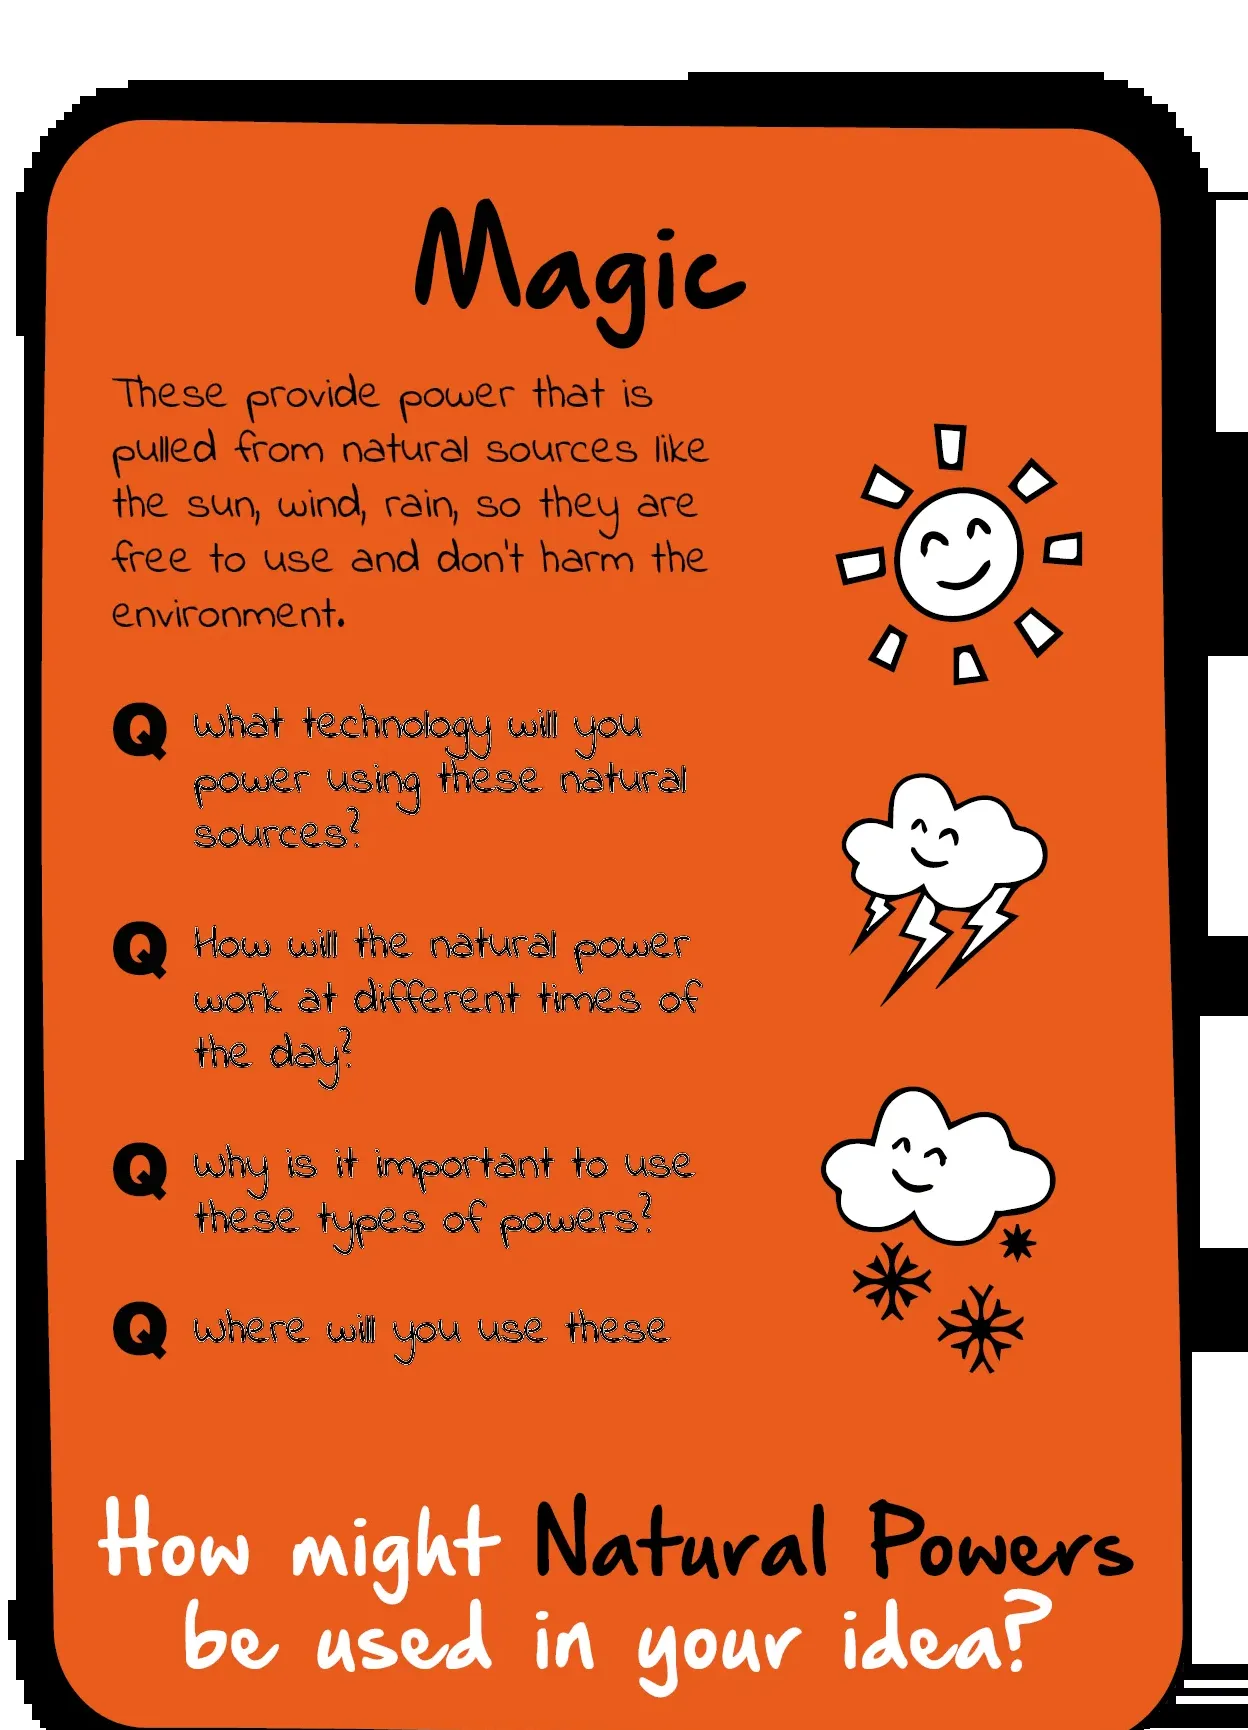 Magic
These provide power that is
pulled from natural sources like
the sun, wind, rain, so they are
free to use and don't harm the
environment.
Q What technology will you
power using these natural
sources?
Q How will the natural power
work at different times of
the day?
Q Why is it important to use
these types of powers?
Q Where will you use these
How might Natural Powers
be used in your idea?